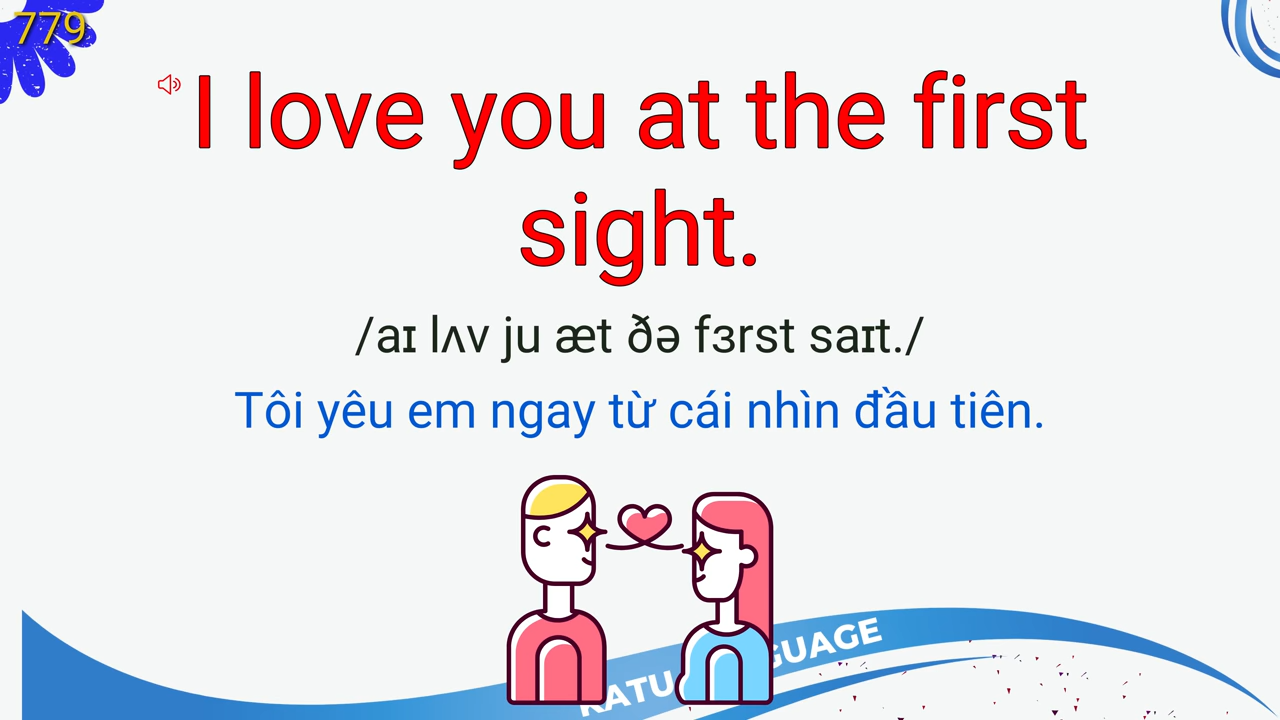 779
I love you at the first
sight.
/aɪ lʌv ju æt ðə fɜrst saɪt./
Tôi yêu em ngay từ cái nhìn đầu tiên.